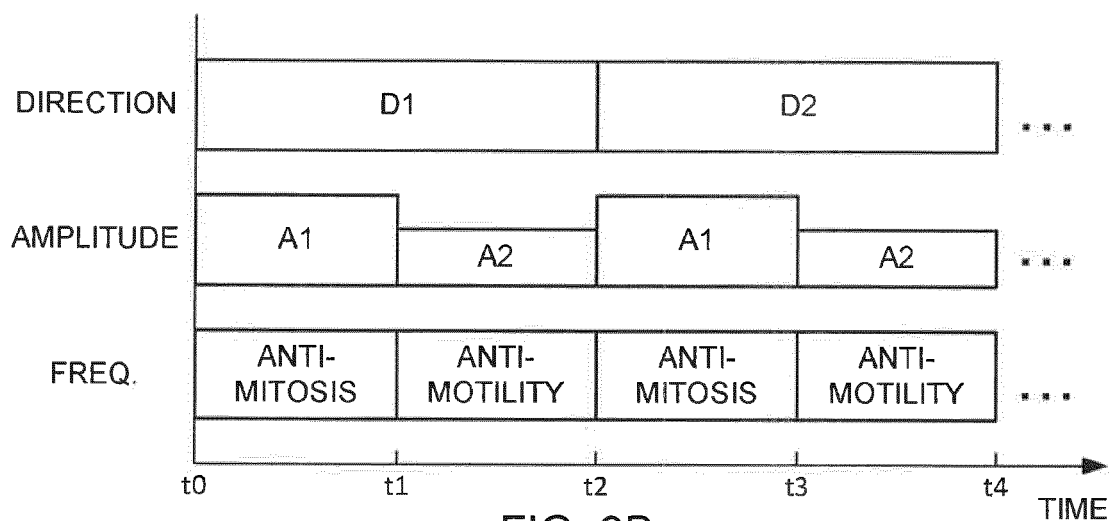 DIRECTION D1 D2 ...
AMPLITUDE A1 A2 A1 A2 ...
FREQ. ANTI- ANTI- ANTI- ANTI-
MITOSIS MOTILITY MITOSIS MOTILITY ...
t0 t1 t2 t3 t4
TIME